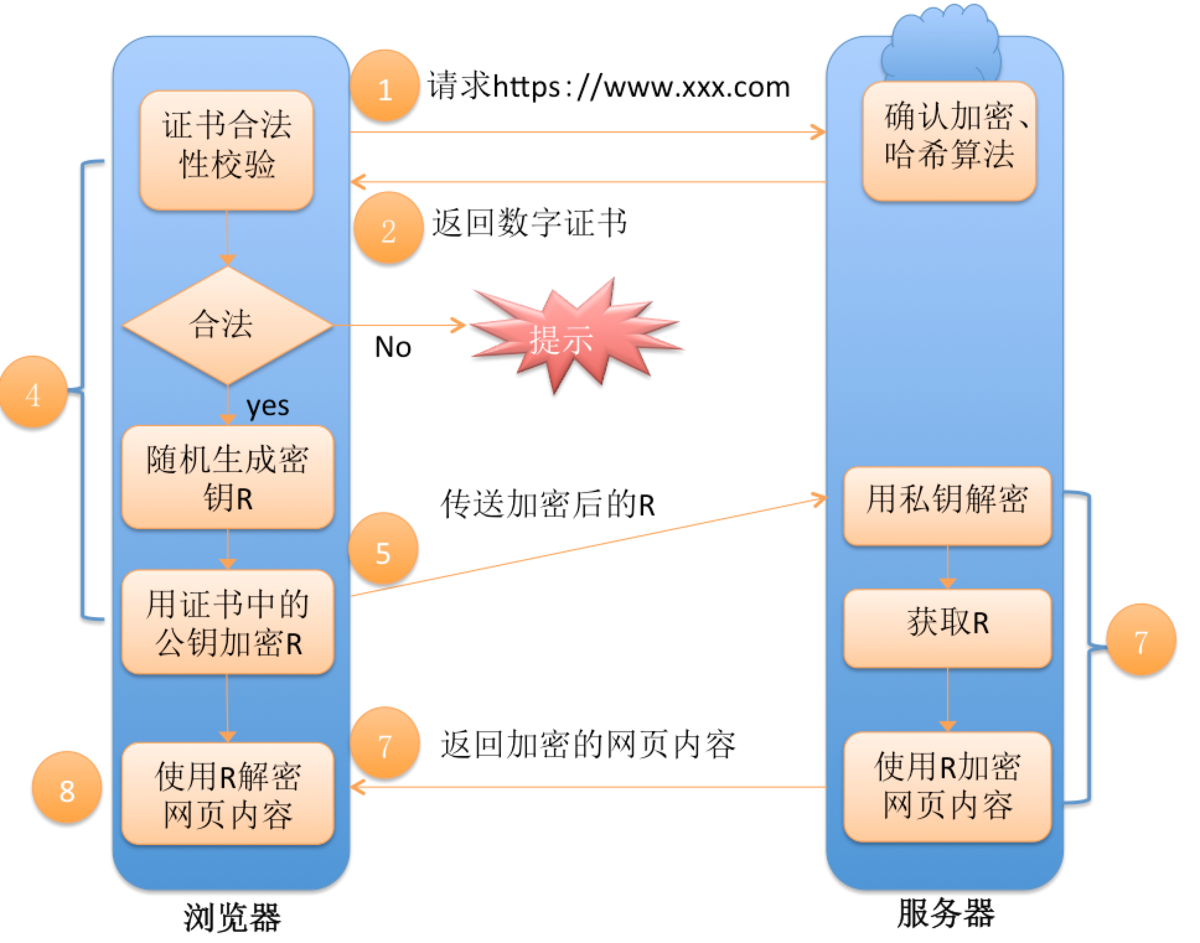 1
请求https://www.xxx.com
证书合法
性校验
确认加密、
哈希算法
2
返回数字证书
合法
No
提示
4
yes
随机生成密
钥R
传送加密后的R
用私钥解密
5
用证书中的
公钥加密R
获取R
7
7
返回加密的网页内容
8
使用R解密
网页内容
使用R加密
网页内容
浏览器
服务器